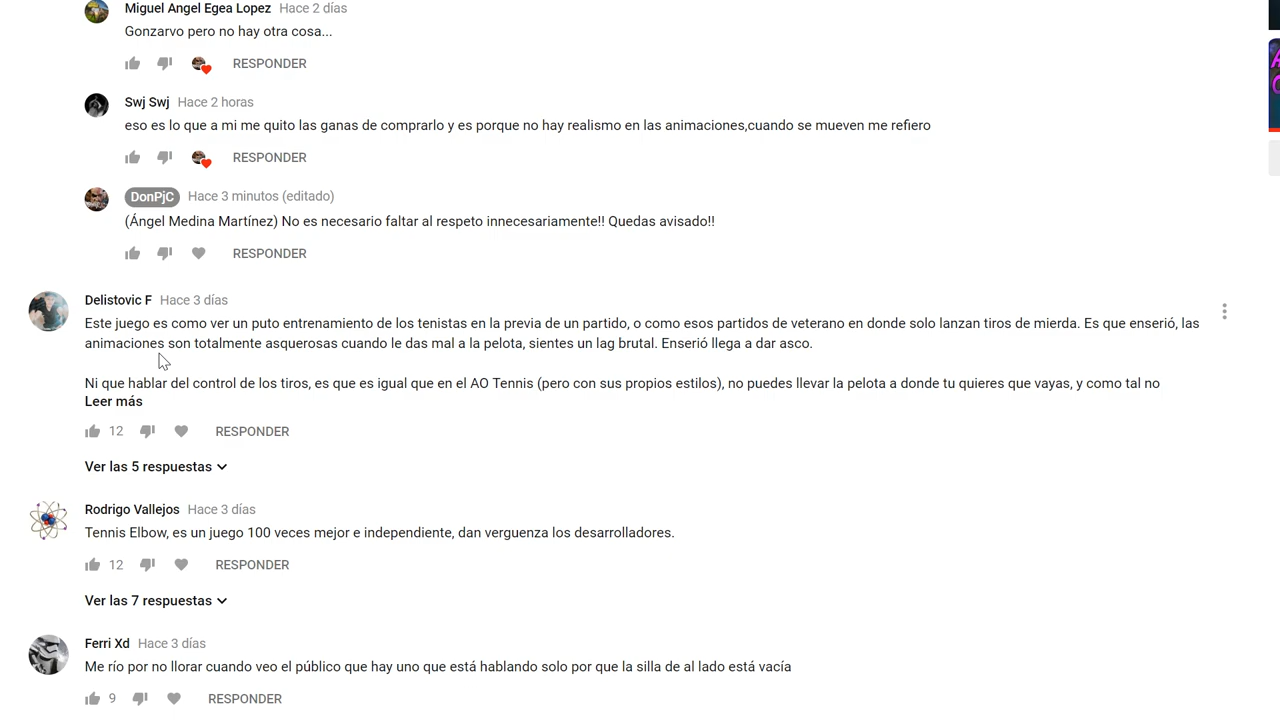 Miguel Angel Egea Lopez Hace 2 días
Gonzarvo pero no hay otra cosa...
RESPONDER
Swj Swj Hace 2 horas
eso es lo que a mi me quito las ganas de comprarlo y es porque no hay realismo en las animaciones,cuando se mueven me refiero
RESPONDER
DonPjC Hace 3 minutos (editado)
(Ángel Medina Martínez) No es necesario faltar al respeto innecesariamente!! Quedas avisado!!
RESPONDER
Delistovic F Hace 3 días
Este juego es como ver un puto entrenamiento de los tenistas en la previa de un partido, o como esos partidos de veterano en donde solo lanzan tiros de mierda. Es que enserió, las
animaciones son totalmente asquerosas cuando le das mal a la pelota, sientes un lag brutal. Enserió llega a dar asco.
Ni que hablar del control de los tiros, es que es igual que en el AO Tennis (pero con sus propios estilos), no puedes llevar la pelota a donde tu quieres que vayas, y como tal no
Leer más
12 RESPONDER
Ver las 5 respuestas
Rodrigo Vallejos Hace 3 días
Tennis Elbow, es un juego 100 veces mejor e independiente, dan verguenza los desarrolladores.
12 RESPONDER
Ver las 7 respuestas
Ferri Xd Hace 3 días
Me río por no llorar cuando veo el público que hay uno que está hablando solo por que la silla de al lado está vacía
9 RESPONDER